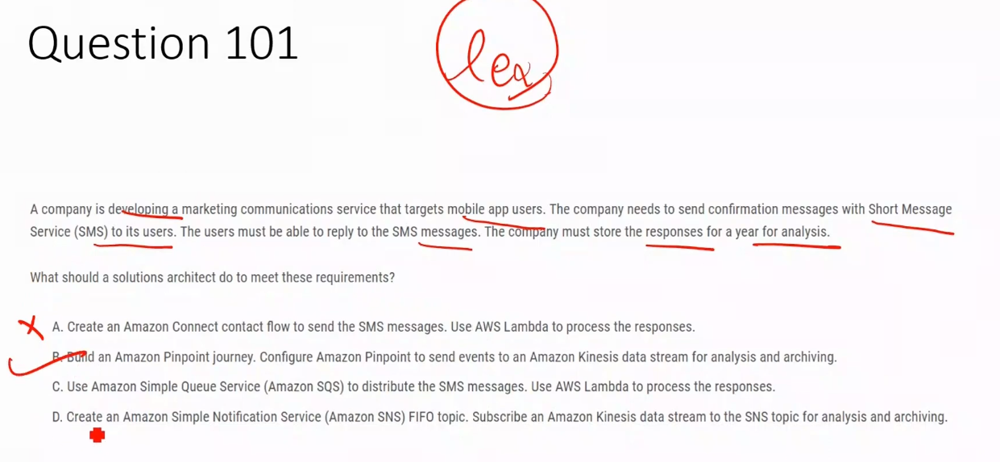 Question 101
lex
A company is developing a marketing communications service that targets mobile app users. The company needs to send confirmation messages with Short Message
Service (SMS) to its users. The users must be able to reply to the SMS messages. The company must store the responses for a year for analysis.
What should a solutions architect do to meet these requirements?
A. Create an Amazon Connect contact flow to send the SMS messages. Use AWS Lambda to process the responses.
B. Build an Amazon Pinpoint journey. Configure Amazon Pinpoint to send events to an Amazon Kinesis data stream for analysis and archiving.
C. Use Amazon Simple Queue Service (Amazon SQS) to distribute the SMS messages. Use AWS Lambda to process the responses.
D. Create an Amazon Simple Notification Service (Amazon SNS) FIFO topic. Subscribe an Amazon Kinesis data stream to the SNS topic for analysis and archiving.